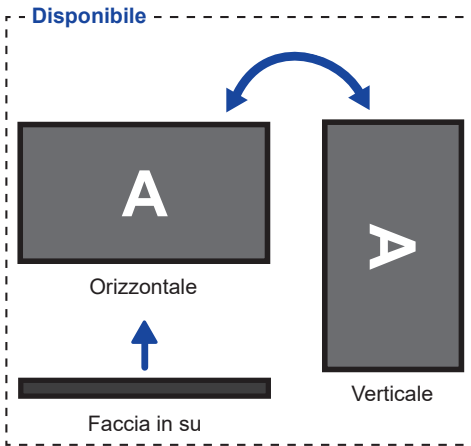 Disponibile
A
Orizzontale
A
Verticale
Faccia in su